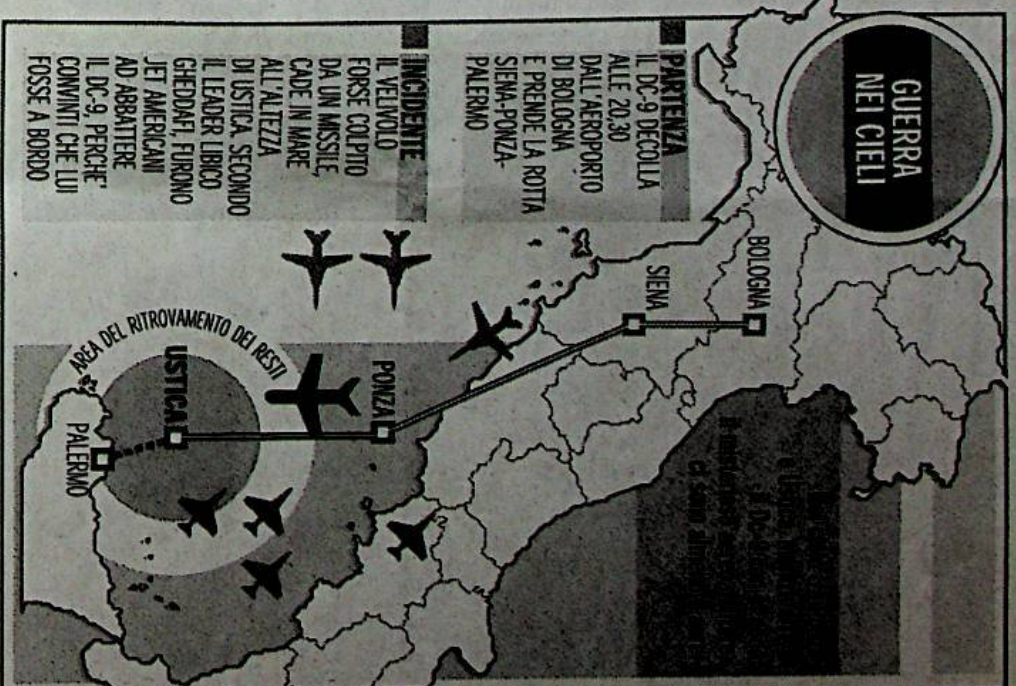 GUERRA
NEI CIELI
PARTENZA
IL DC-9 DECOLLA
ALLE 20,30
DALL'AEROPORTO
DI BOLOGNA
E PRENDE LA ROTTA
SIENA-PONZA-
PALERMO
INCIDENTE
IL VELIVOLO
FORSE COLPITO
DA UN MISSILE,
CADE IN MARE
ALL'ALTEZZA
DI USTICA. SECONDO
IL LEADER LIBICO
GHEDDAFI, FURONO
JET AMERICANI
AD ABBATTERE
IL DC-9, PERCHE'
CONVINTI CHE LUI
FOSSE A BORDO
BOLOGNA
SIENA
PONZA
AREA DEL RITROVAMENTO DEI RESTI
USTICA
PALERMO